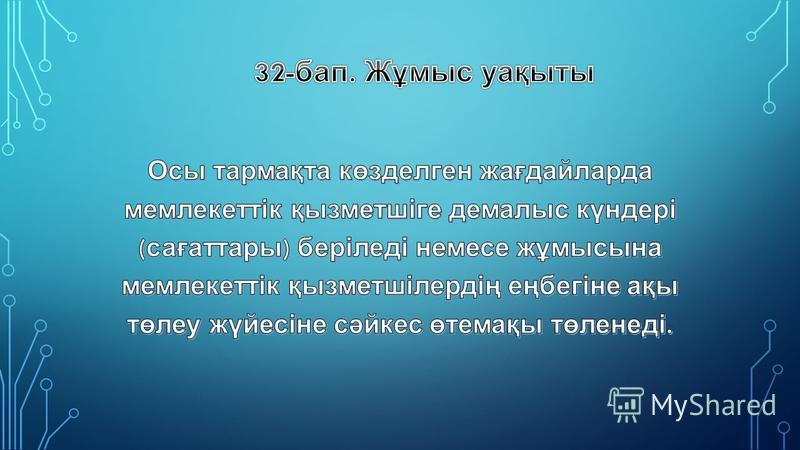 32-бап. Жұмыс уақыты
Осы тармақта көзделген жағдайларда
мемлекеттік қызметшіге демалыс күндері
(сағаттары) беріледі немесе жұмысына
мемлекеттік қызметшілердің еңбегіне ақы
төлеу жүйесіне сәйкес өтемақы төленеді.
MyShared